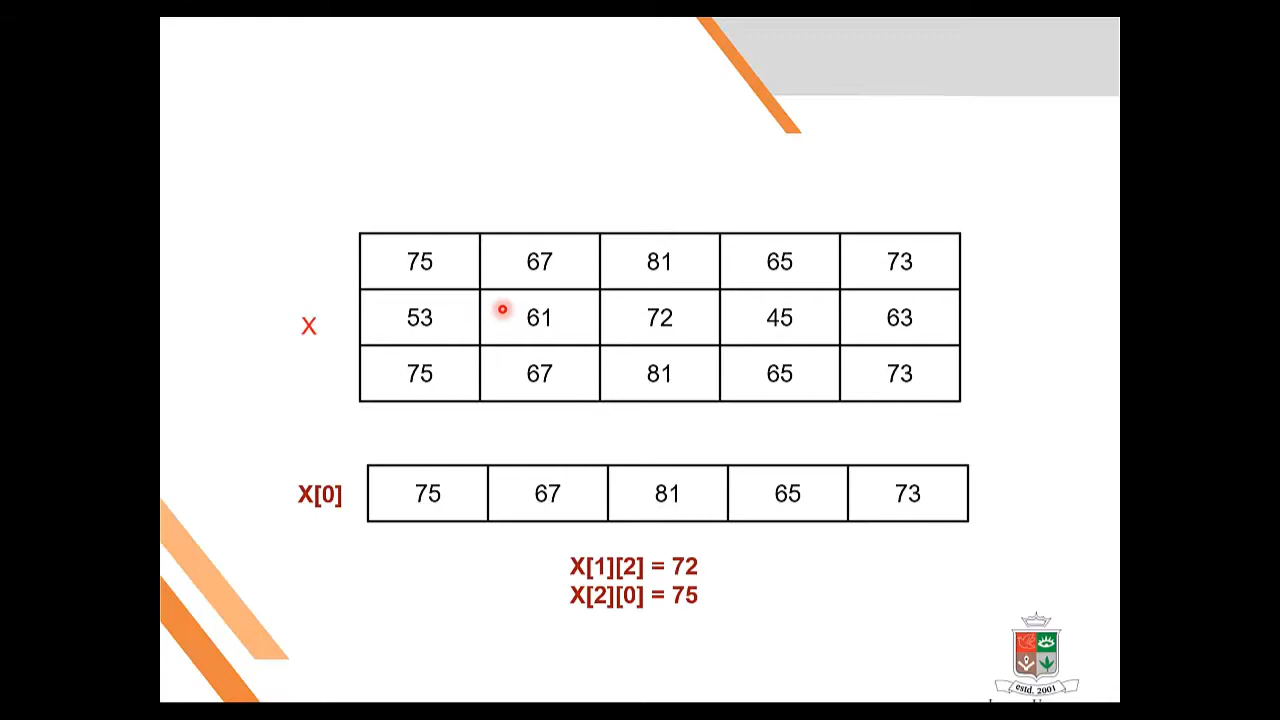 75 67 81 65 73
X 53 61 72 45 63
75 67 81 65 73
X[0] 75 67 81 65 73
X[1][2] = 72
X[2][0] = 75
estd. 2001